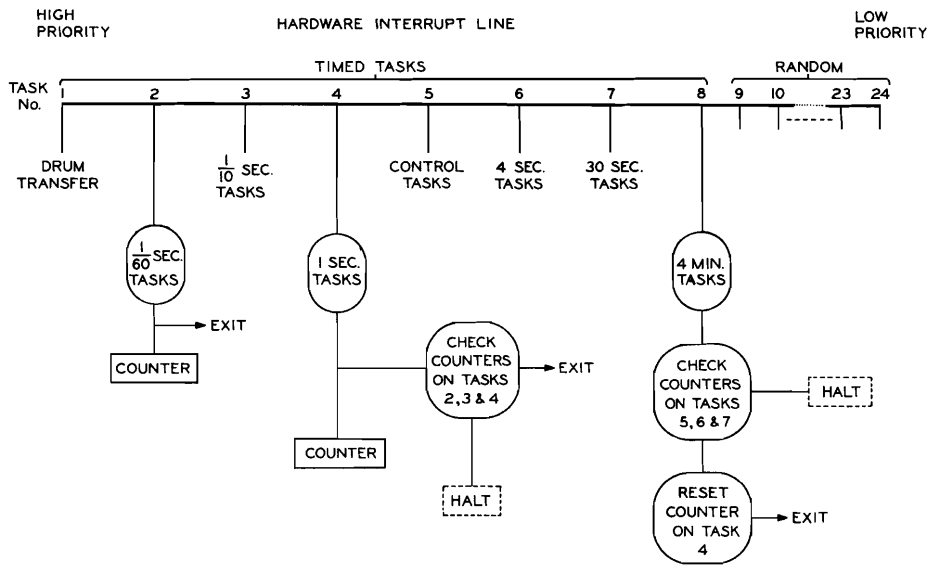 HIGH
PRIORITY
HARDWARE INTERRUPT LINE
LOW
PRIORITY
TIMED TASKS
RANDOM
TASK
No.
1 2 3 4 5 6 7 8 9 10 23 24
DRUM
TRANSFER
1/10 SEC.
TASKS
CONTROL
TASKS
4 SEC.
TASKS
30 SEC.
TASKS
1/60 SEC.
TASKS
1 SEC.
TASKS
4 MIN.
TASKS
EXIT
COUNTER
CHECK
COUNTERS
ON TASKS
2,3 & 4
EXIT
COUNTER
HALT
CHECK
COUNTERS
ON TASKS
5,6 & 7
HALT
RESET
COUNTER
ON TASK
4
EXIT